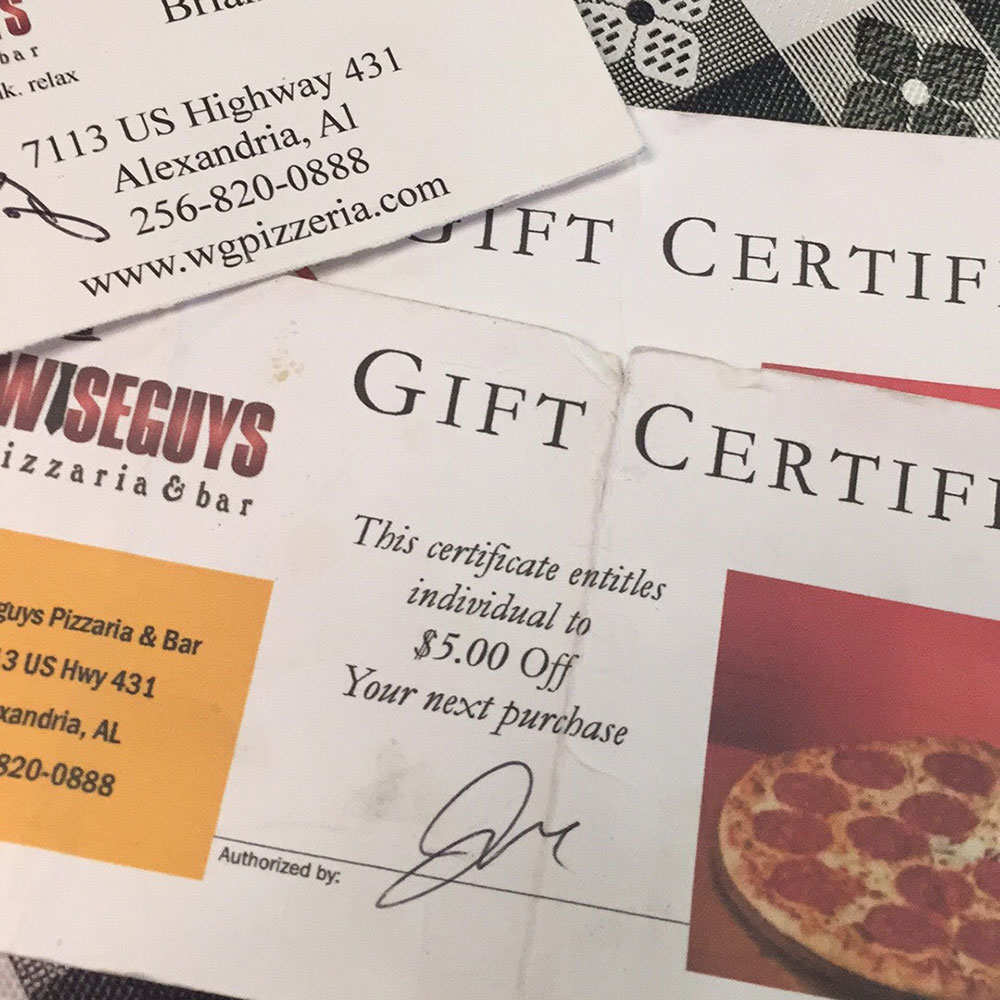 bar
relax
7113 US Highway 431
Alexandria, Al
256-820-0888
www.wgpizzeria.com
GIFT CERTIF
WISEGUYS
izzaria & bar
GIFT CERTIF
This certificate entitles
individual to
$5.00 Off
Your next purchase
guys Pizzaria & Bar
3 US Hwy 431
xandria, AL
820-0888
Authorized by: